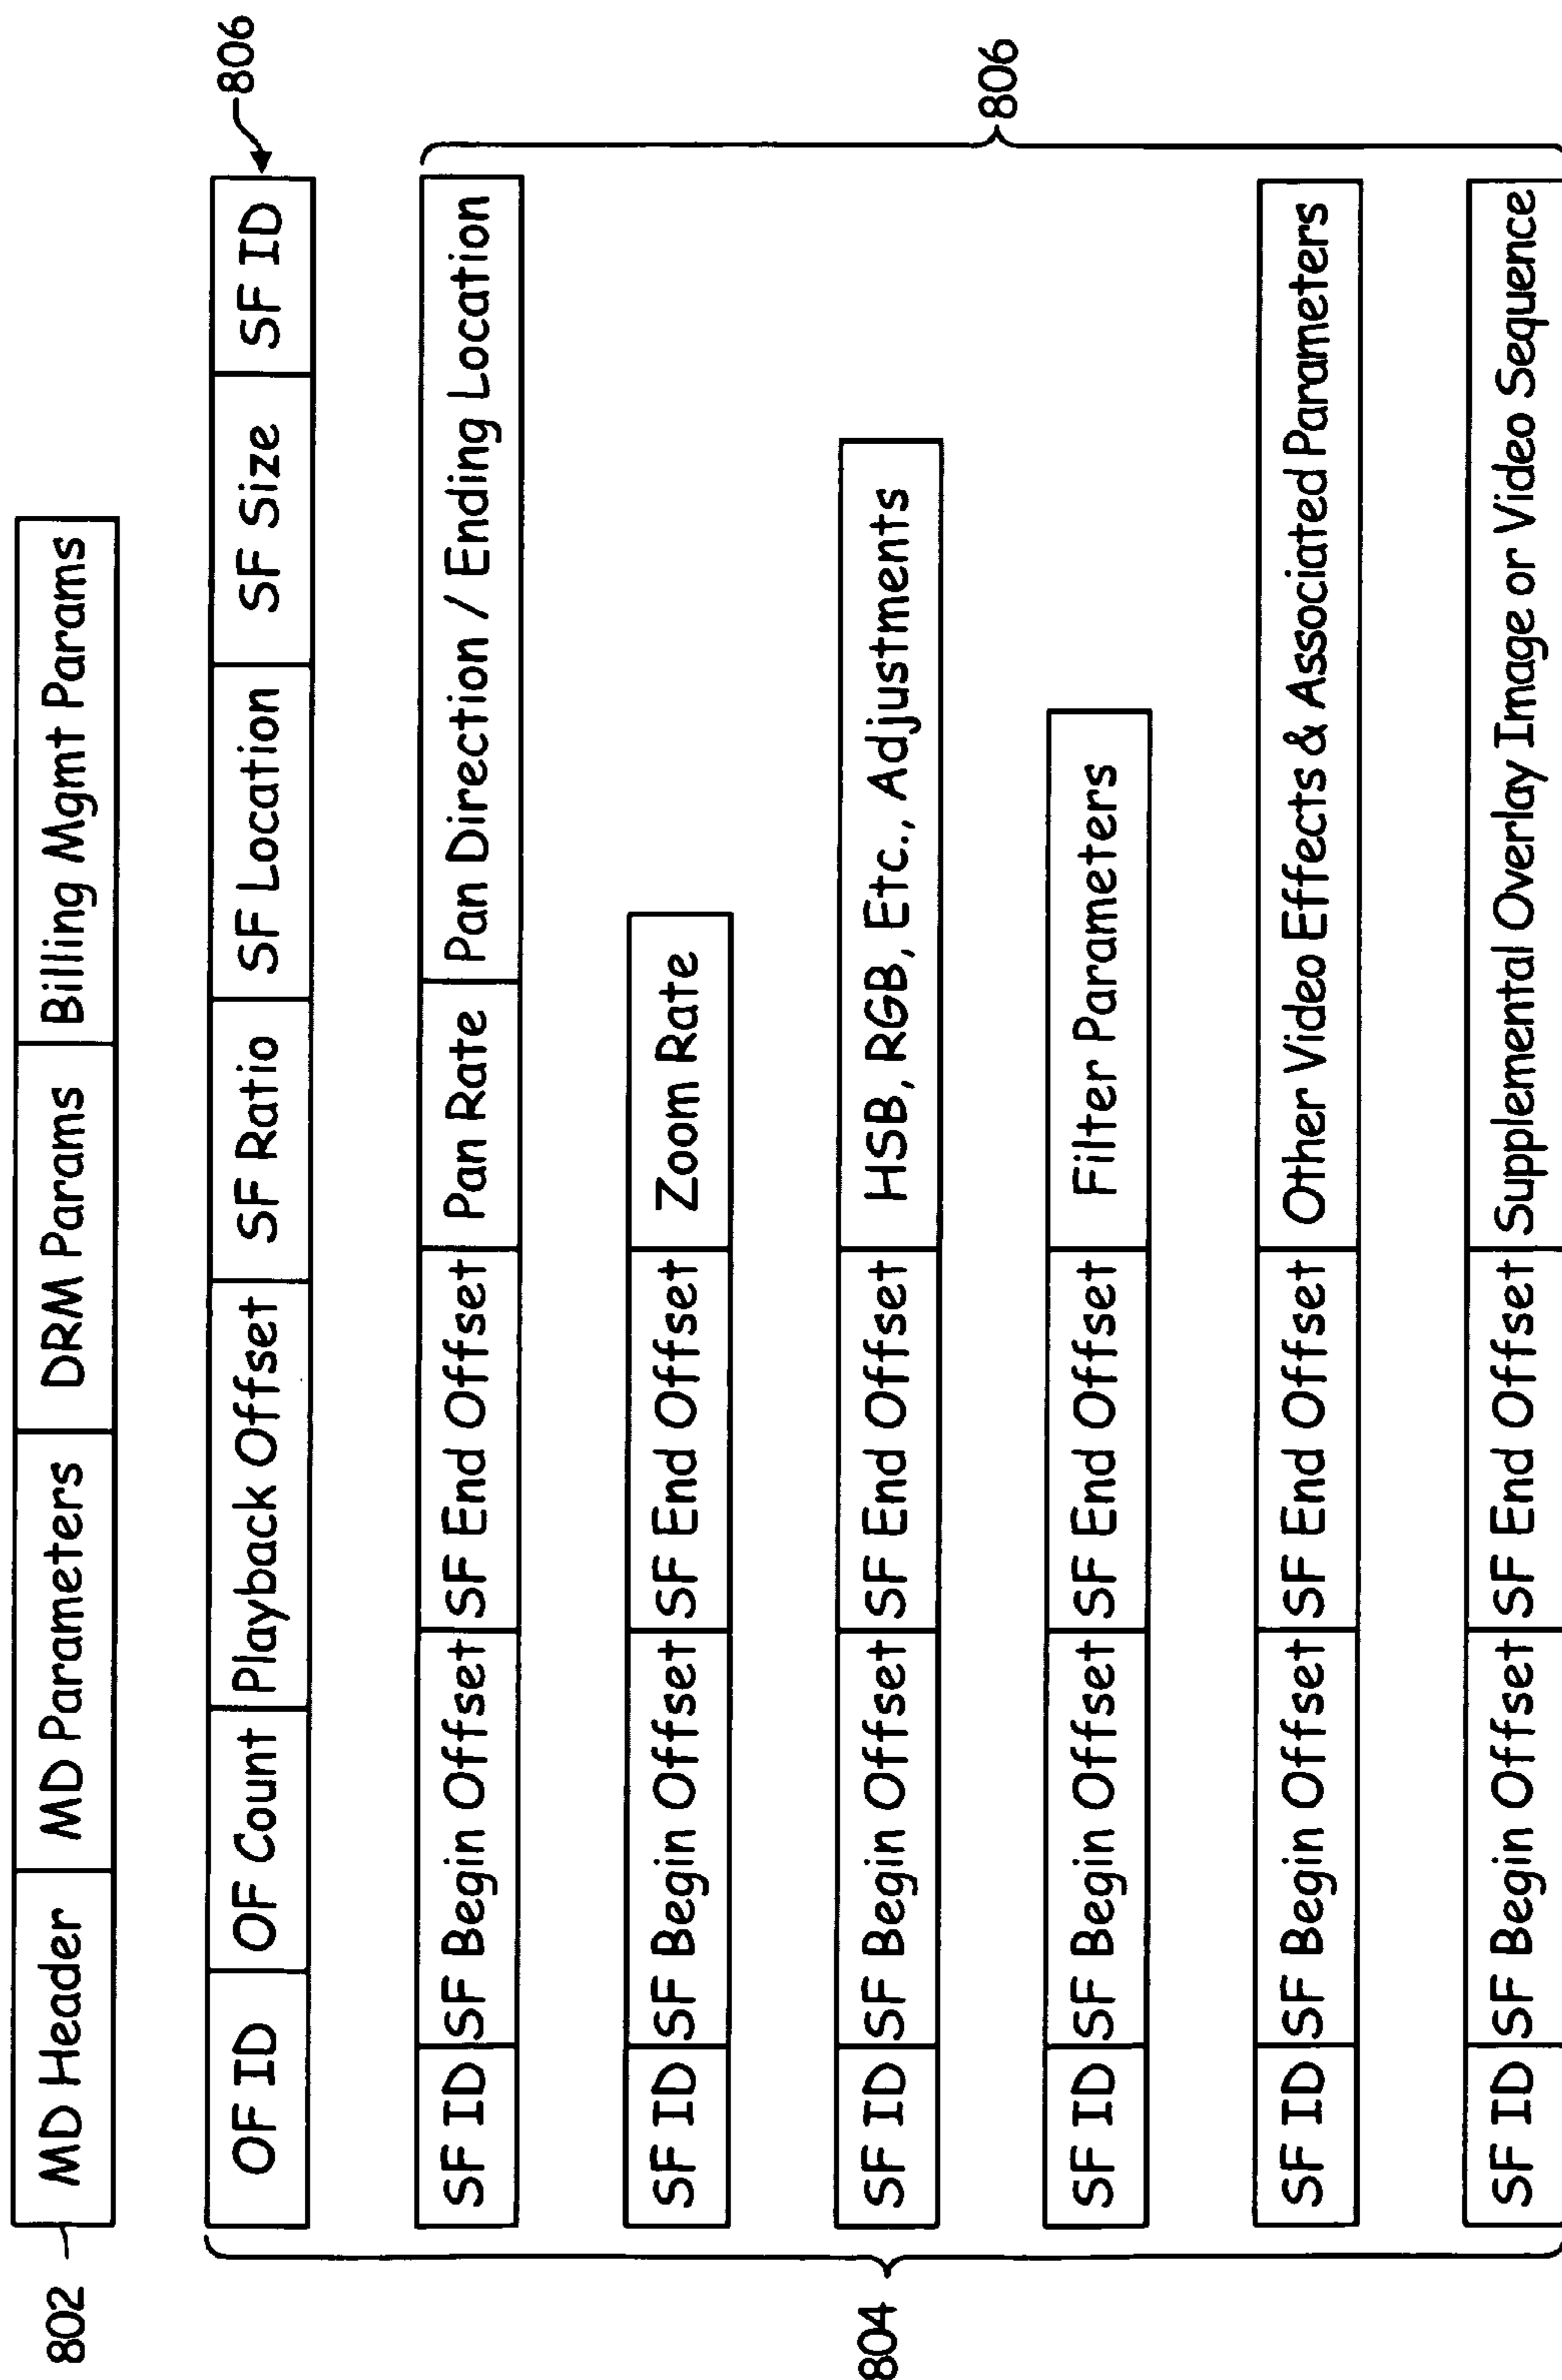 802 MD Header MD Parameters DRM Params Billing Mgmt Params
OF ID OF Count Playback Offset SF Ratio SF Location SF Size SF ID 806
SF ID SF Begin Offset SF End Offset Pan Rate Pan Direction / Ending Location
SF ID SF Begin Offset SF End Offset Zoom Rate
804 SF ID SF Begin Offset SF End Offset HSB, RGB, Etc., Adjustments
806
SF ID SF Begin Offset SF End Offset Filter Parameters
SF ID SF Begin Offset SF End Offset Other Video Effects & Associated Parameters
SF ID SF Begin Offset SF End Offset Supplemental Overlay Image or Video Sequence